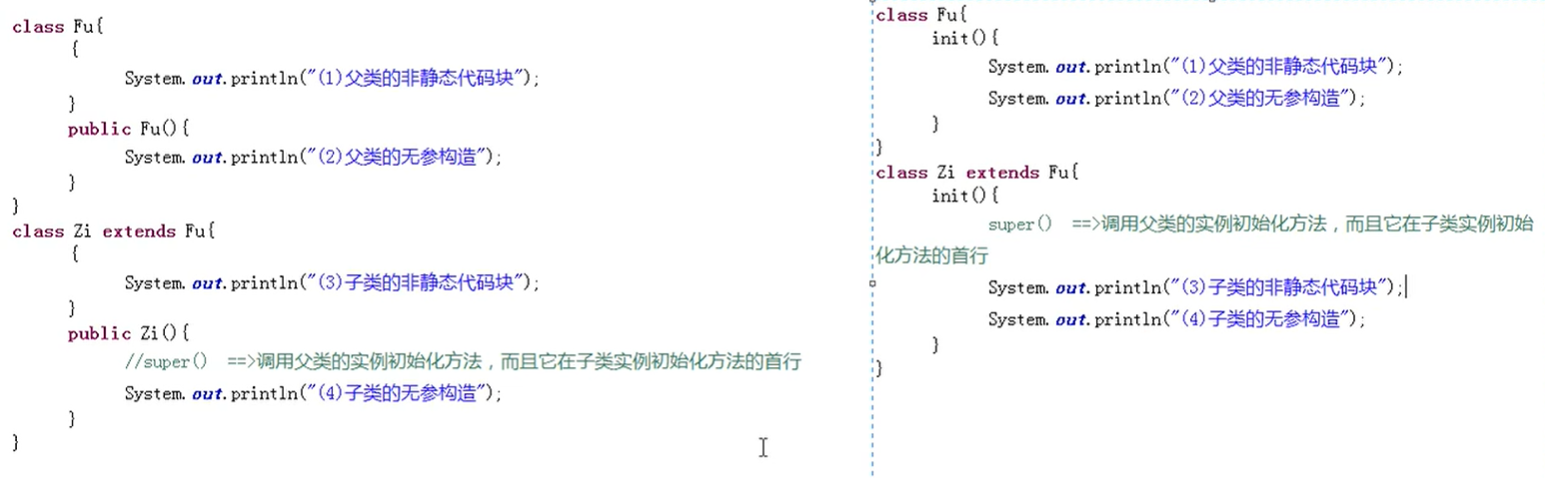 class Fu{
{
System.out.println("(1)父类的非静态代码块");
}
public Fu(){
System.out.println("(2)父类的无参构造");
}
}
class Zi extends Fu{
{
System.out.println("(3)子类的非静态代码块");
}
public Zi(){
//super() ==>调用父类的实例初始化方法，而且它在子类实例初始化方法的首行
System.out.println("(4)子类的无参构造");
}
}
class Fu{
init(){
System.out.println("(1)父类的非静态代码块");
System.out.println("(2)父类的无参构造");
}
}
class Zi extends Fu{
init(){
super() ==>调用父类的实例初始化方法，而且它在子类实例初始
化方法的首行
System.out.println("(3)子类的非静态代码块");
System.out.println("(4)子类的无参构造");
}
}